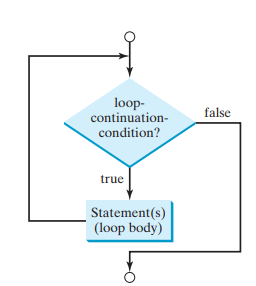 loop-
continuation-
condition?
false
true
Statement(s)
(loop body)